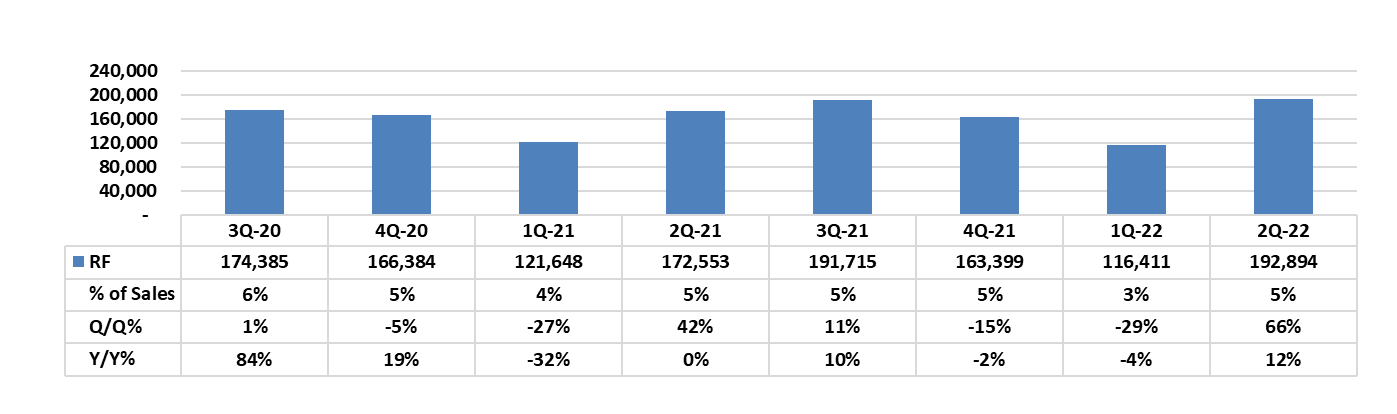 240,000
200,000
160,000
120,000
80,000
40,000
-
3Q-20 4Q-20 1Q-21 2Q-21 3Q-21 4Q-21 1Q-22 2Q-22
RF 174,385 166,384 121,648 172,553 191,715 163,399 116,411 192,894
% of Sales 6% 5% 4% 5% 5% 5% 3% 5%
Q/Q% 1% -5% -27% 42% 11% -15% -29% 66%
Y/Y% 84% 19% -32% 0% 10% -2% -4% 12%